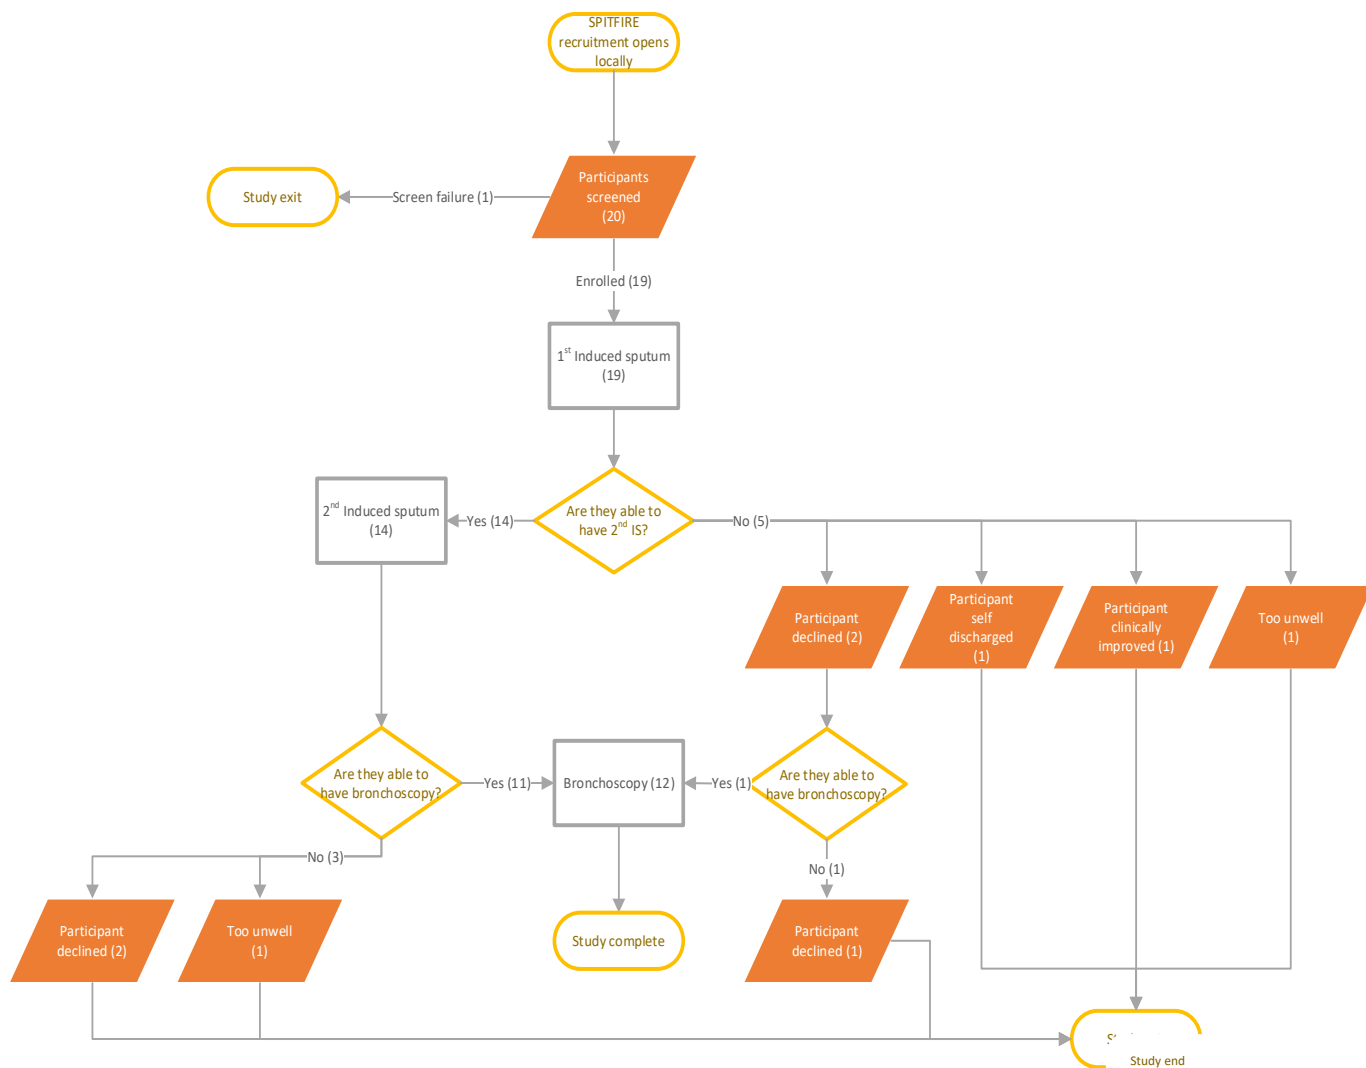 SPITFIRE
recruitment opens
locally
Participants
screened
(20)
Screen failure (1)
Study exit
Enrolled (19)
1st Induced sputum
(19)
Are they able to
have 2nd IS?
Yes (14)
2nd Induced sputum
(14)
No (5)
Participant
declined (2)
Participant
self
discharged
(1)
Participant
clinically
improved (1)
Too unwell
(1)
Are they able to
have bronchoscopy?
Yes (11)
Bronchoscopy (12)
Yes (1)
Are they able to
have bronchoscopy?
No (3)
No (1)
Participant
declined (2)
Too unwell
(1)
Study complete
Participant
declined (1)
Study end